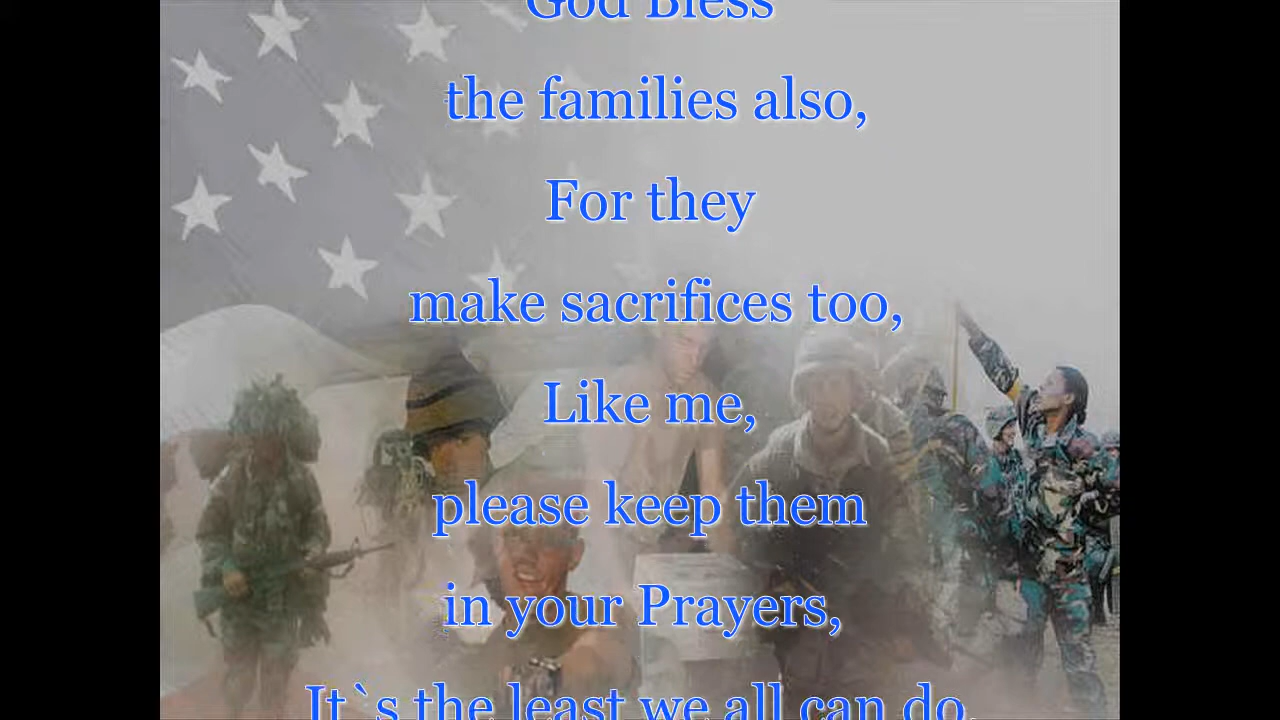 God Bless
the families also,
For they
make sacrifices too,
Like me,
please keep them
in your Prayers,
It`s the least we all can do.